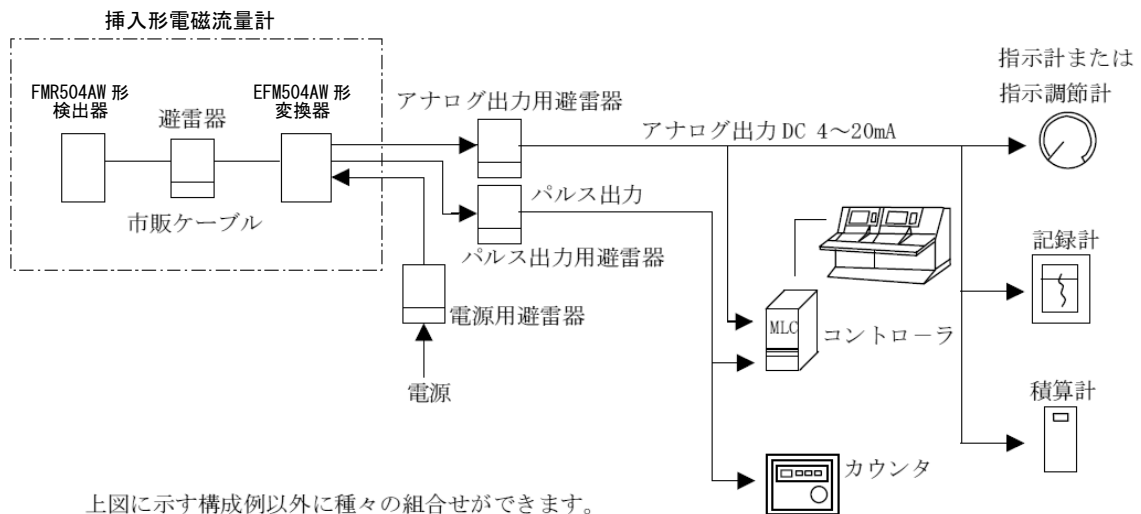 挿入形電磁流量計
FMR504AW 形
検出器
避雷器
EFM504AW 形
変換器
市販ケーブル
アナログ出力用避雷器
アナログ出力 DC 4～20mA
指示計または
指示調節計
パルス出力
パルス出力用避雷器
電源用避雷器
電源
MLC
コントローラ
記録計
積算計
カウンタ
上図に示す構成例以外に種々の組合せができます。